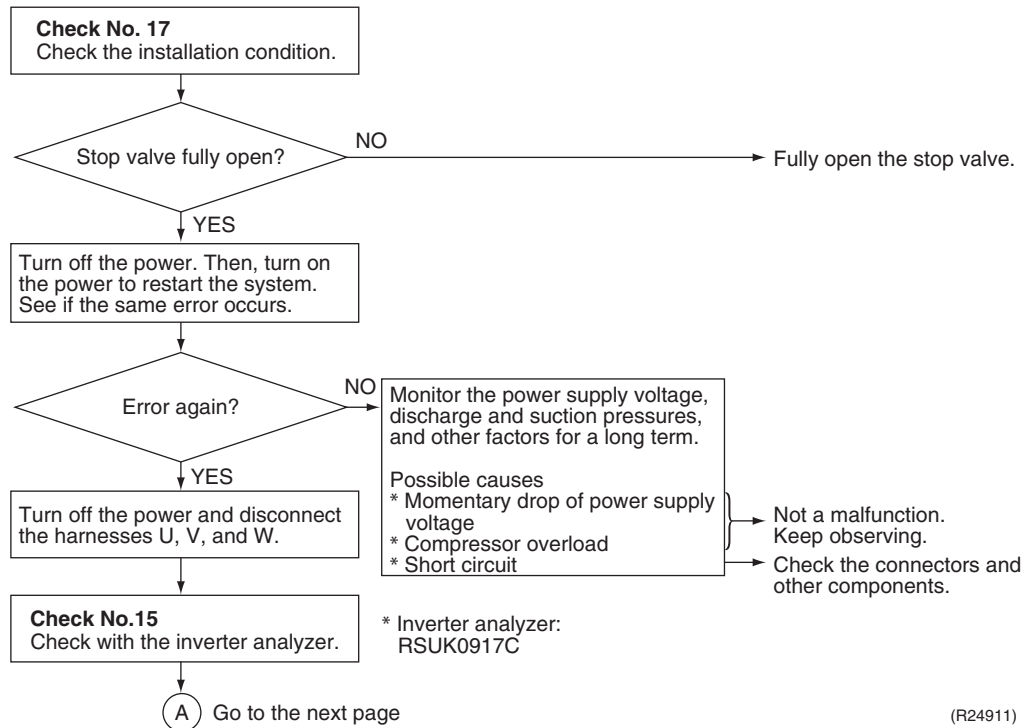 Check No. 17
Check the installation condition.
Stop valve fully open?
NO
Fully open the stop valve.
YES
Turn off the power. Then, turn on
the power to restart the system.
See if the same error occurs.
Error again?
NO
Monitor the power supply voltage,
discharge and suction pressures,
and other factors for a long term.
Possible causes
* Momentary drop of power supply
voltage
* Compressor overload
* Short circuit
Not a malfunction.
Keep observing.
Check the connectors and
other components.
YES
Turn off the power and disconnect
the harnesses U, V, and W.
Check No.15
Check with the inverter analyzer.
* Inverter analyzer:
RSUK0917C
A Go to the next page
(R24911)